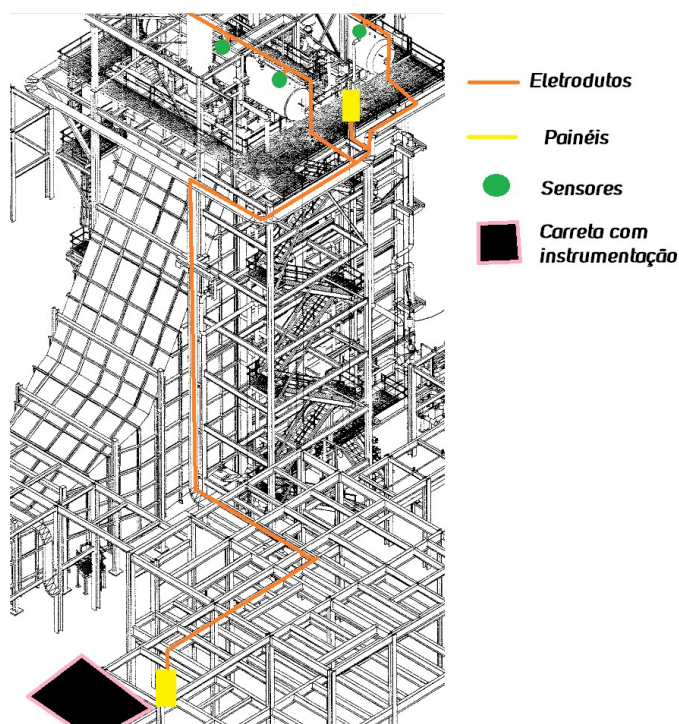 Eletrodutos
Painéis
Sensores
Carreta com
instrumentação